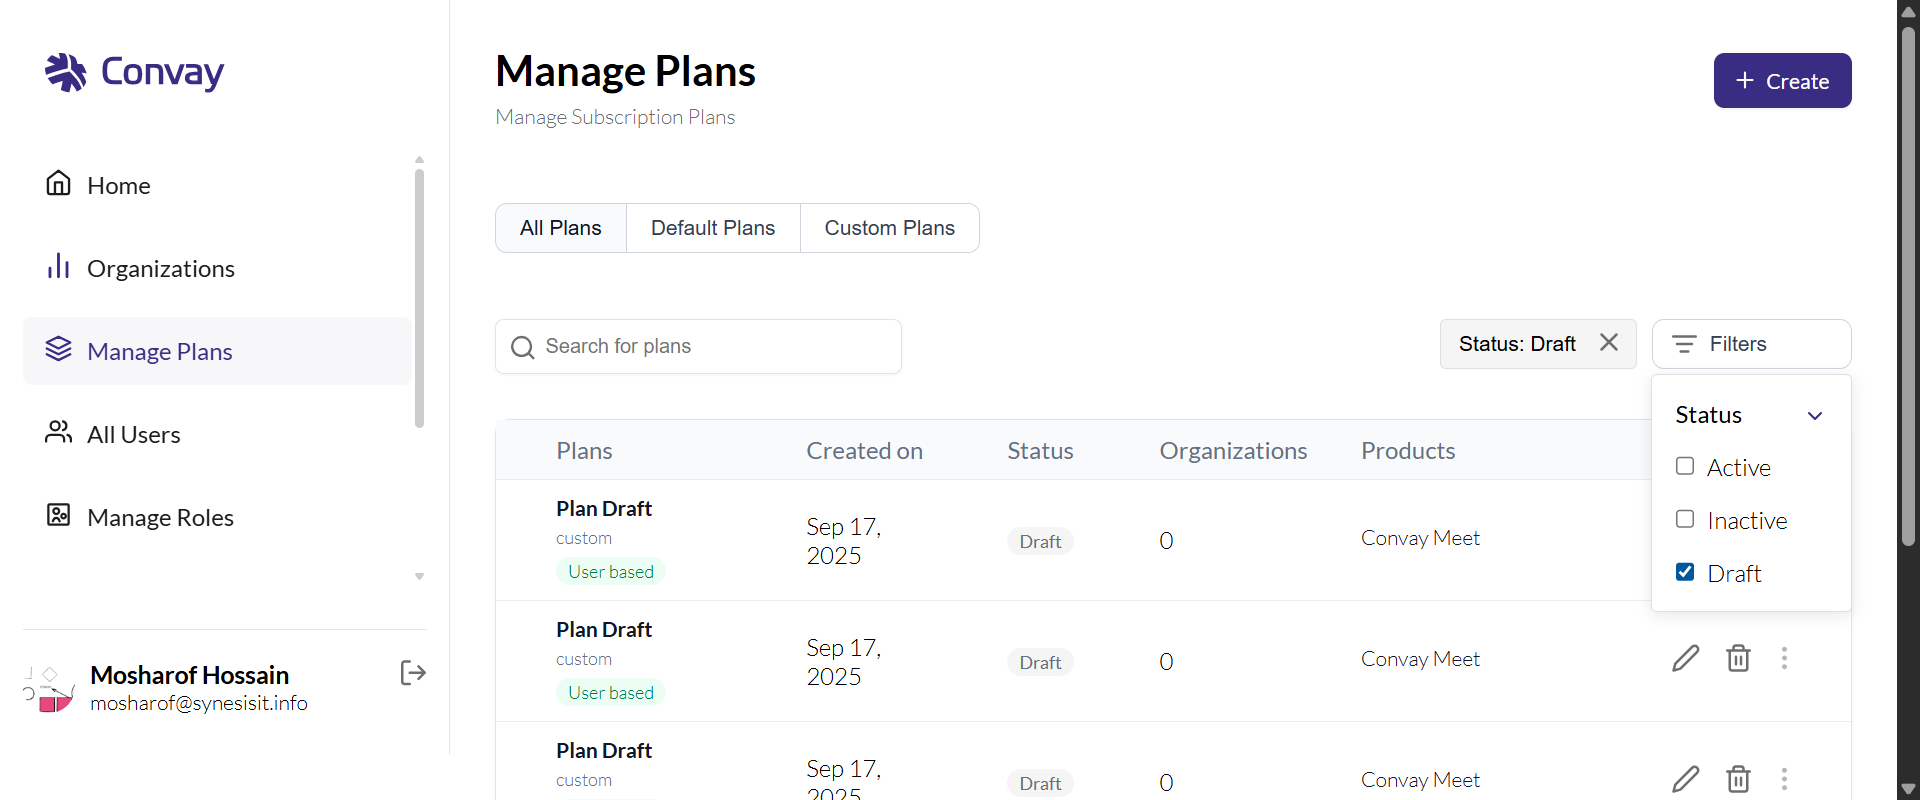 Convay
Home
Organizations
Manage Plans
All Users
Manage Roles
Mosharof Hossain
mosharof@synesisit.info
Manage Plans
Manage Subscription Plans
Create
All Plans
Default Plans
Custom Plans
Search for plans
Status: Draft
Filters
Status
Active
Inactive
Draft
Plans
Created on
Status
Organizations
Products
Plan Draft
custom
User based
Sep 17,
2025
Draft
0
Convay Meet
Plan Draft
custom
User based
Sep 17,
2025
Draft
0
Convay Meet
Plan Draft
custom
Sep 17,
2025
Draft
0
Convay Meet